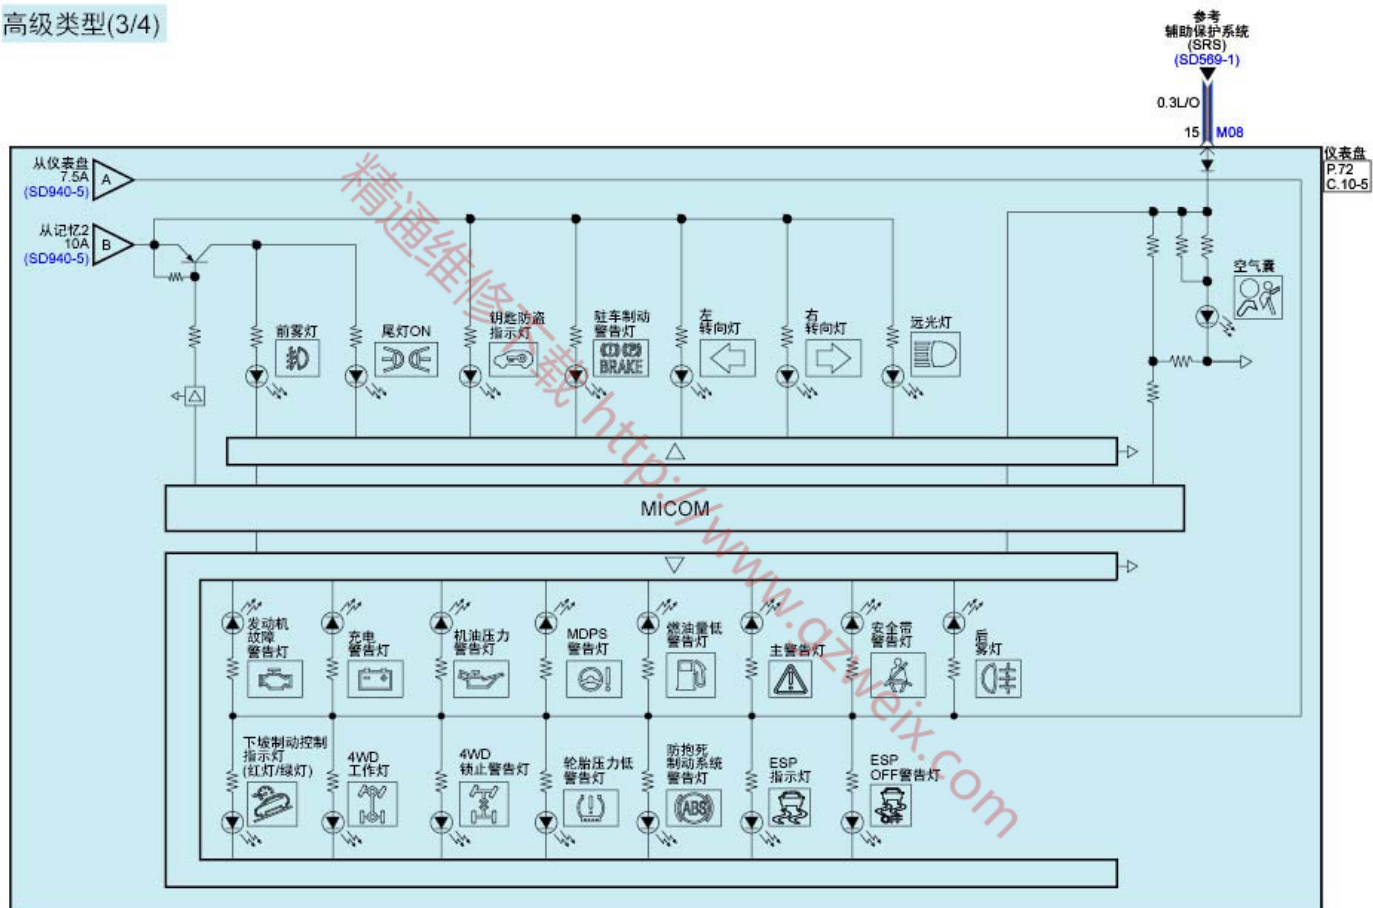 高级类型(3/4)
参考
辅助保护系统
(SRS)
(SD569-1)
0.3L/O
15 M08
仪表盘
P.72
C.10-5
从仪表盘
7.5A
(SD940-5)
A
从记忆2
10A
(SD940-5)
B
空气囊
前雾灯
尾灯ON
钥匙防盗
指示灯
驻车制动
警告灯
BRAKE
左
转向灯
右
转向灯
远光灯
MICOM
发动机
故障
警告灯
充电
警告灯
机油压力
警告灯
MDPS
警告灯
燃油量低
警告灯
主警告灯
安全带
警告灯
后
雾灯
下坡制动控制
指示灯
(红灯/绿灯)
4WD
工作灯
4WD
锁止警告灯
轮胎压力低
警告灯
防抱死
制动系统
警告灯
ABS
ESP
指示灯
ESP
OFF警告灯
OFF
精通维修下载 http://www.gzweix.com